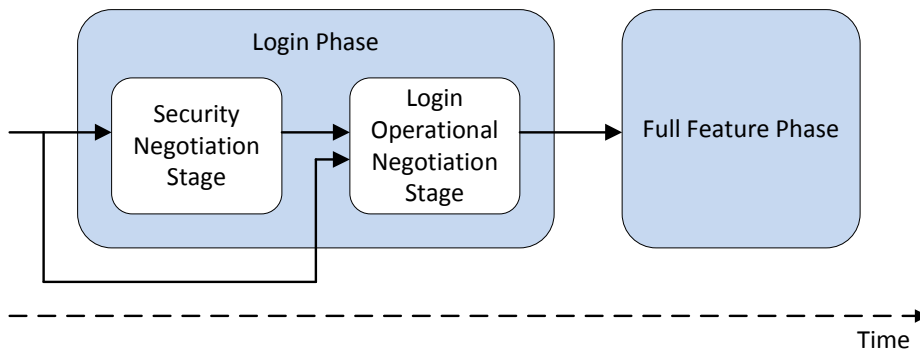 Login Phase
Security
Negotiation
Stage
Login
Operational
Negotiation
Stage
Full Feature Phase
Time